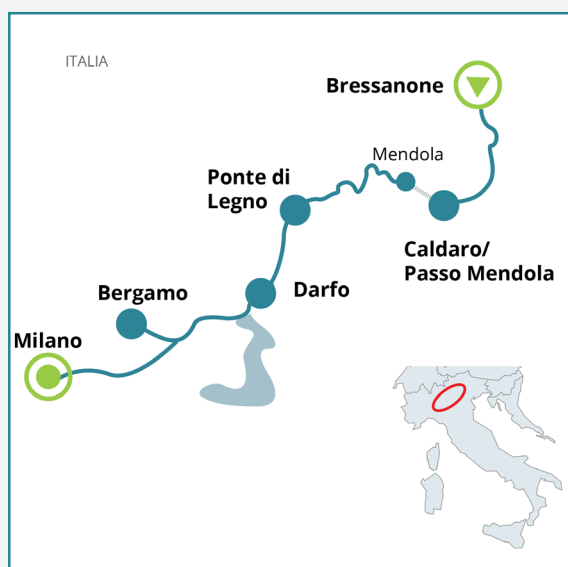 ITALIA
Bressanone
Mendola
Ponte di
Legno
Caldaro/
Passo Mendola
Darfo
Bergamo
Milano